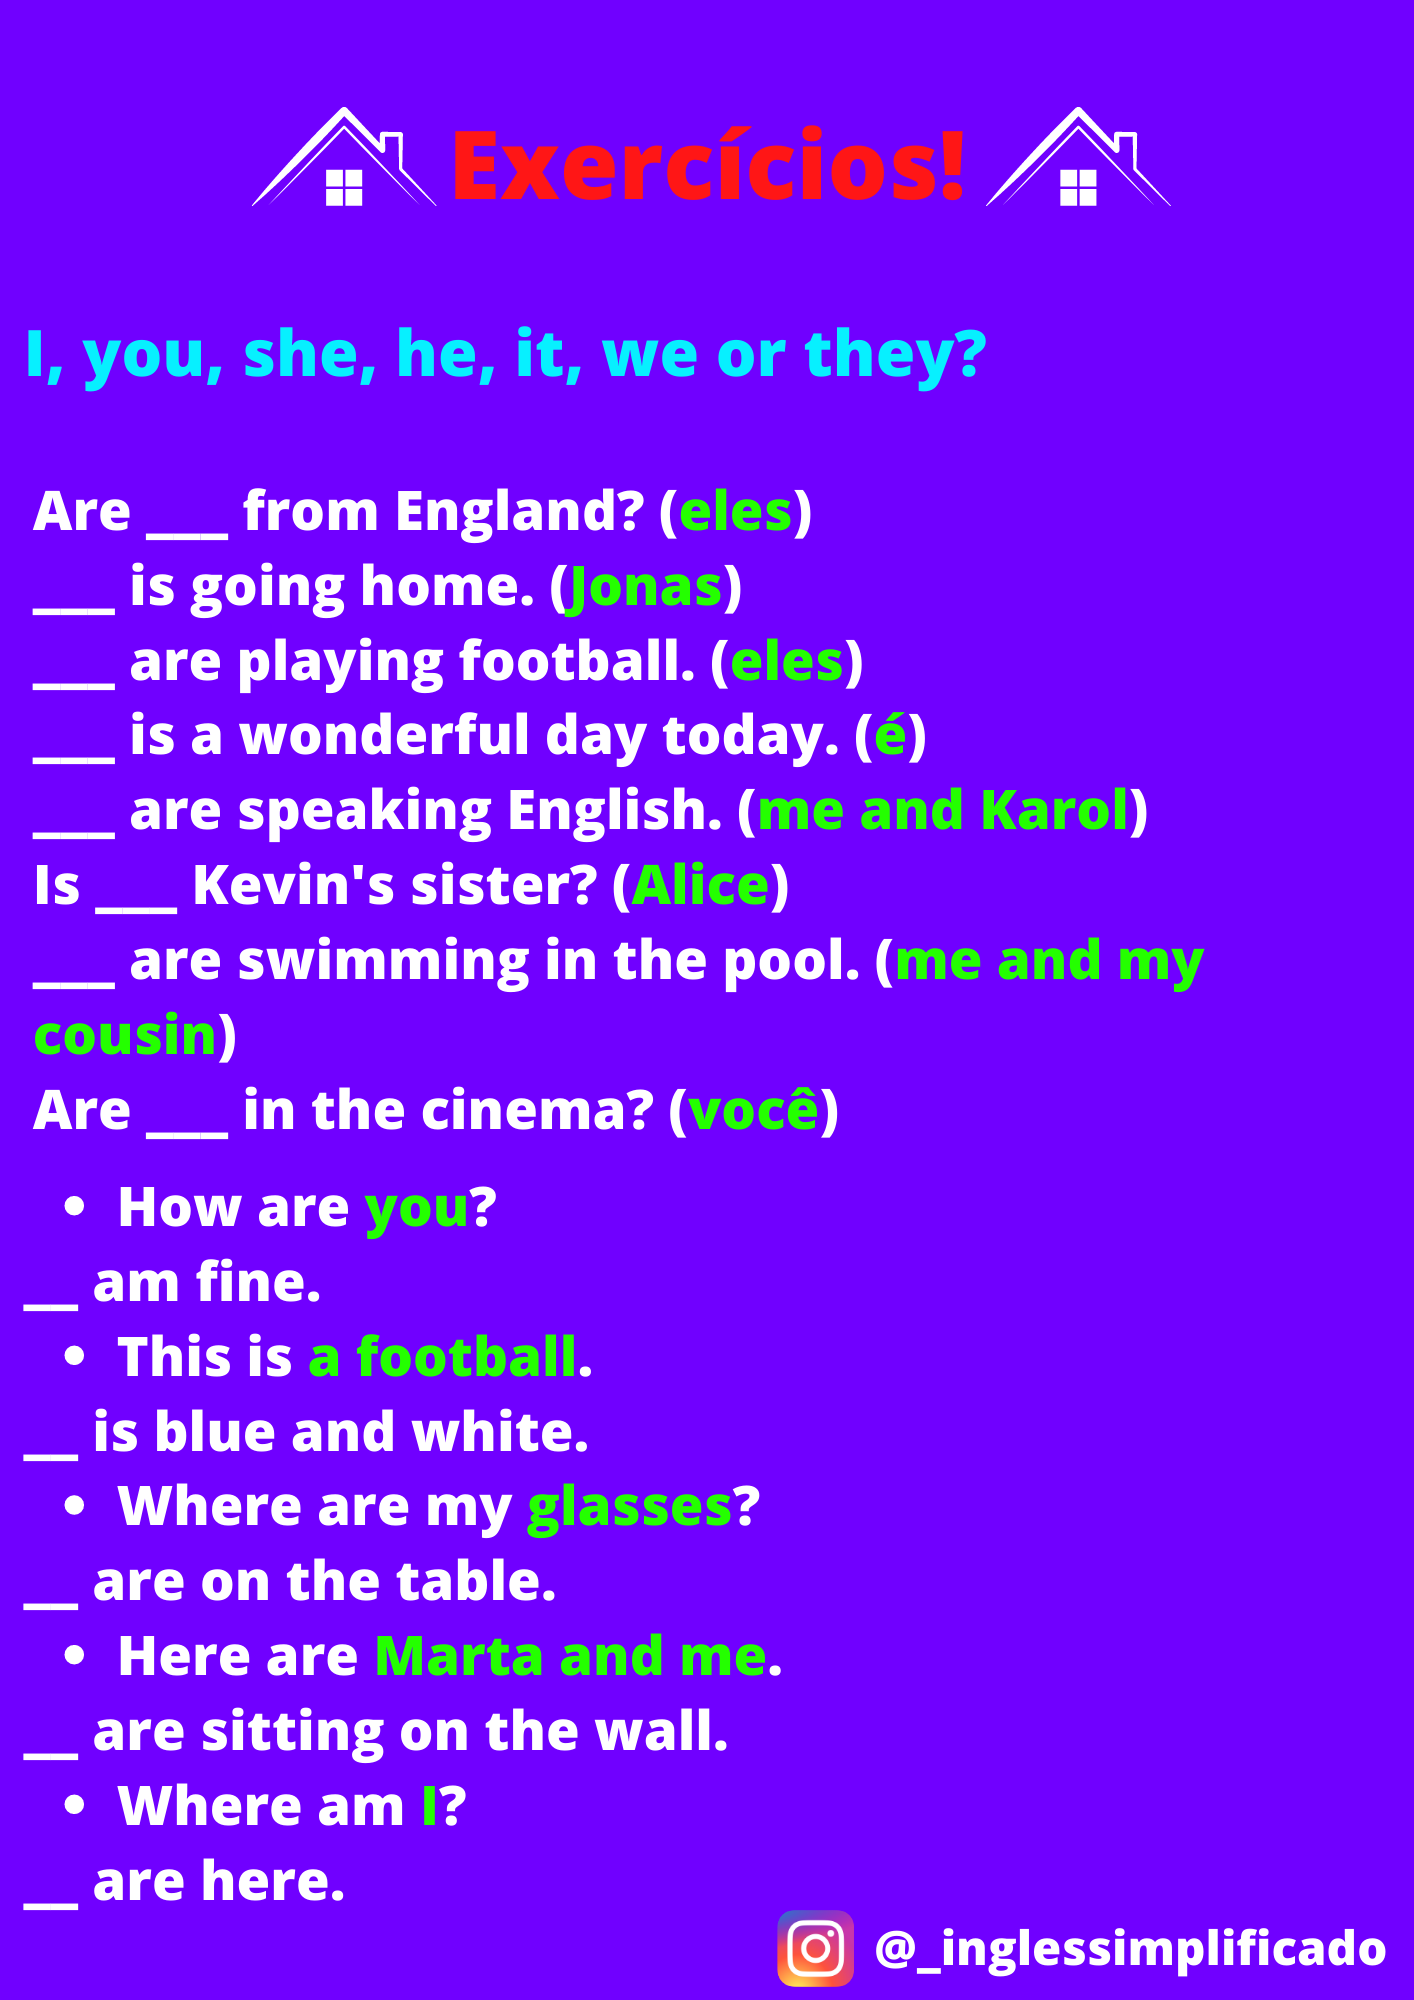 Exercícios!
I, you, she, he, it, we or they?
Are ___ from England? (eles)
___ is going home. (Jonas)
___ are playing football. (eles)
___ is a wonderful day today. (é)
___ are speaking English. (me and Karol)
Is ___ Kevin's sister? (Alice)
___ are swimming in the pool. (me and my
cousin)
Are ___ in the cinema? (você)
• How are you?
__ am fine.
• This is a football.
__ is blue and white.
• Where are my glasses?
__ are on the table.
• Here are Marta and me.
__ are sitting on the wall.
• Where am I?
__ are here.
@_inglessimplificado